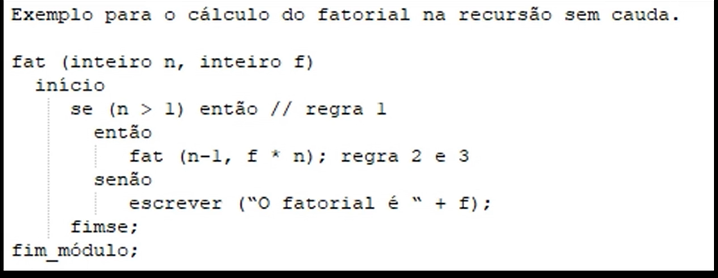 Exemplo para o cálculo do fatorial na recursão sem cauda.
fat (inteiro n, inteiro f)
início
se (n > 1) então // regra 1
então
fat (n-1, f * n); regra 2 e 3
senão
escrever (“O fatorial é “ + f);
fimse;
fim_módulo;